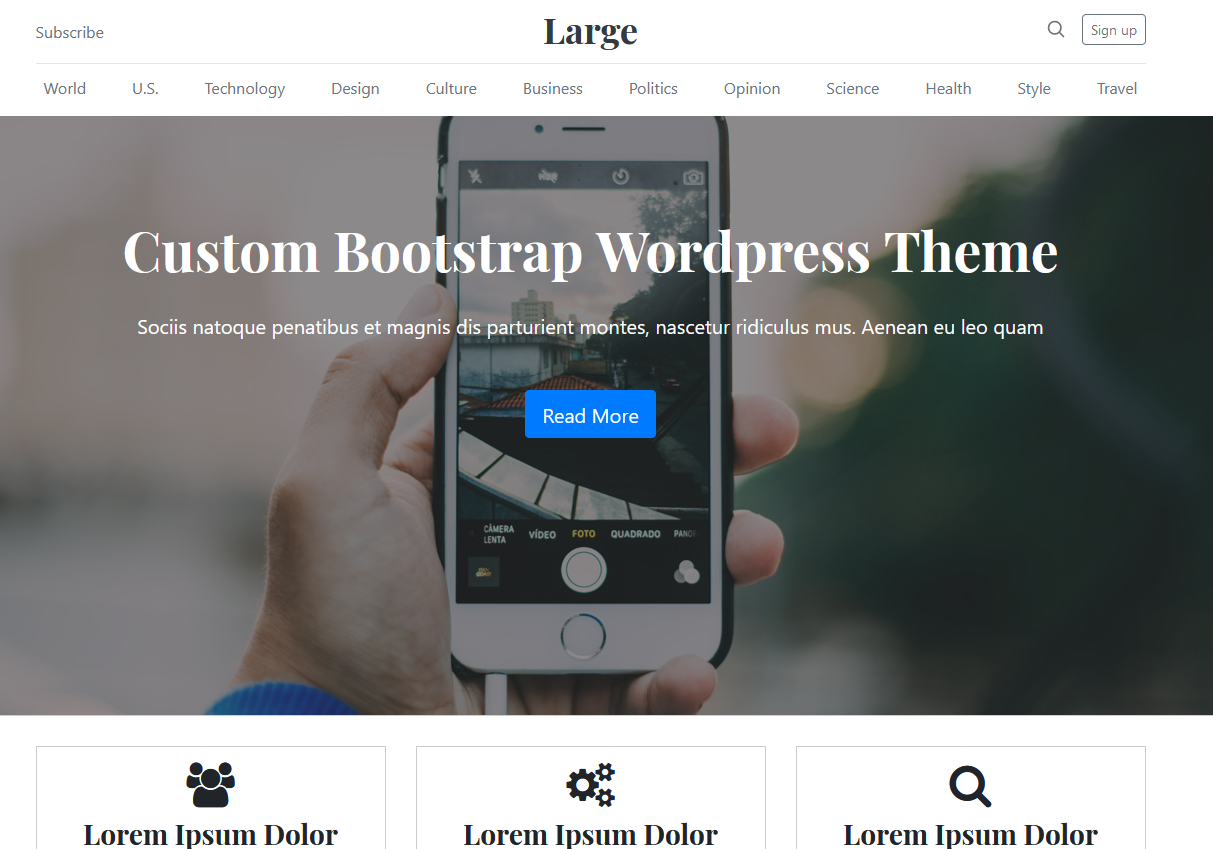 Subscribe
Large
Sign up
World U.S. Technology Design Culture Business Politics Opinion Science Health Style Travel
Custom Bootstrap Wordpress Theme
Sociis natoque penatibus et magnis dis parturient montes, nascetur ridiculus mus. Aenean eu leo quam
Read More
CÂMERA
LENTA
VÍDEO FOTO QUADRADO PANO
Lorem Ipsum Dolor Lorem Ipsum Dolor Lorem Ipsum Dolor